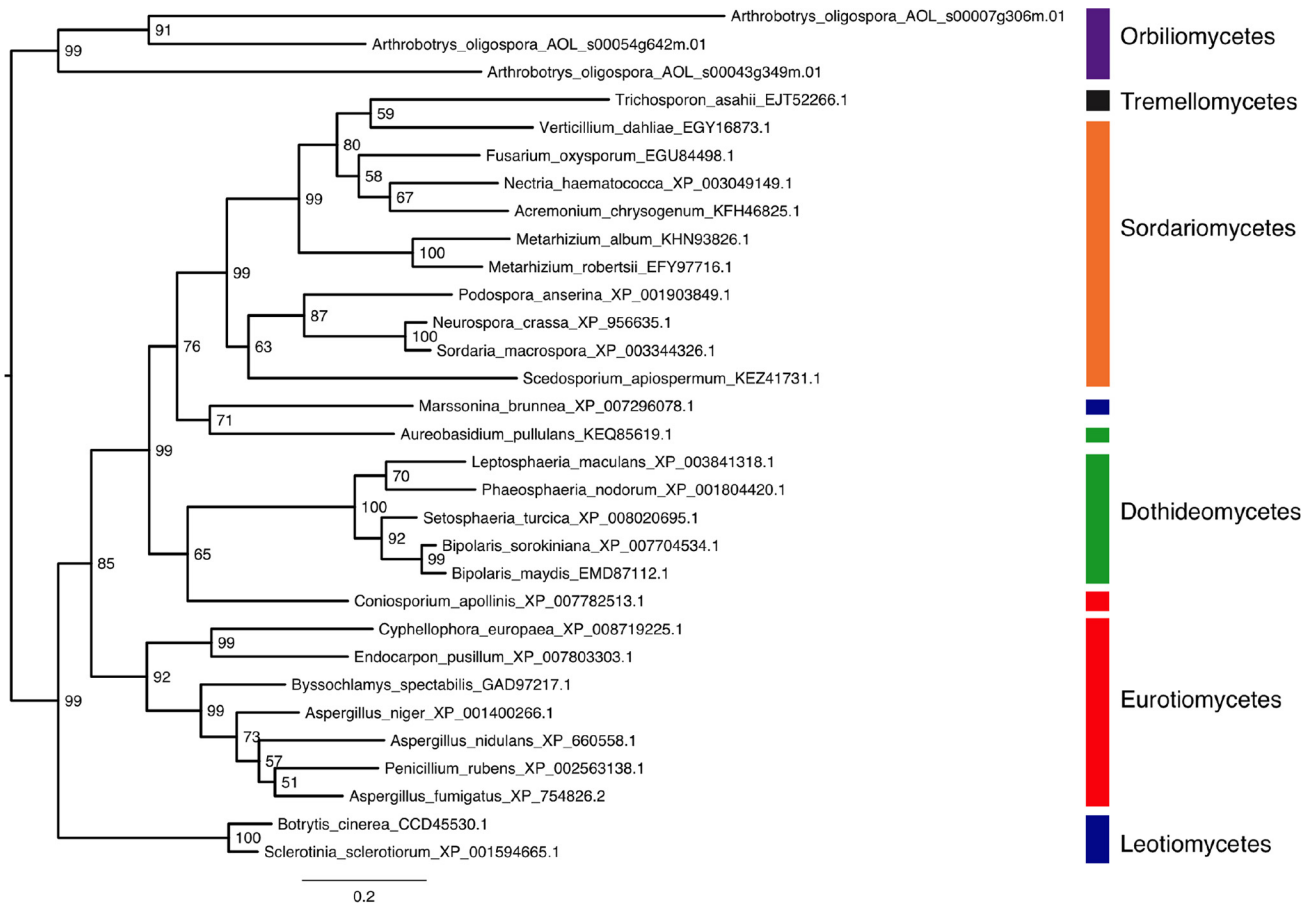 Arthrobotrys_oligospora_AOL_s00007g306m.01
91
Arthrobotrys_oligospora_AOL_s00054g642m.01
99
Arthrobotrys_oligospora_AOL_s00043g349m.01
Orbiliomycetes
Trichosporon_asahii_EJT52266.1
Tremellomycetes
59
Verticillium_dahliae_EGY16873.1
80
Fusarium_oxysporum_EGU84498.1
58
Nectria_haematococca_XP_003049149.1
67
99
Acremonium_chrysogenum_KFH46825.1
Sordariomycetes
Metarhizium_album_KHN93826.1
100
Metarhizium_robertsii_EFY97716.1
99
Podospora_anserina_XP_001903849.1
87
Neurospora_crassa_XP_956635.1
100
76
63
Sordaria_macrospora_XP_003344326.1
Scedosporium_apiospermum_KEZ41731.1
Marssonina_brunnea_XP_007296078.1
71
Aureobasidium_pullulans_KEQ85619.1
99
Leptosphaeria_maculans_XP_003841318.1
70
Phaeosphaeria_nodorum_XP_001804420.1
100
Dothideomycetes
Setosphaeria_turcica_XP_008020695.1
92
Bipolaris_sorokiniana_XP_007704534.1
65
99
85
Bipolaris_maydis_EMD87112.1
Coniosporium_apollinis_XP_007782513.1
Cyphellophora_europaea_XP_008719225.1
99
Endocarpon_pusillum_XP_007803303.1
92
Byssochlamys_spectabilis_GAD97217.1
99
99
Eurotiomycetes
Aspergillus_niger_XP_001400266.1
73
Aspergillus_nidulans_XP_660558.1
57
Penicillium_rubens_XP_002563138.1
51
Aspergillus_fumigatus_XP_754826.2
Botrytis_cinerea_CCD45530.1
100
Leotiomycetes
Sclerotinia_sclerotiorum_XP_001594665.1
0.2